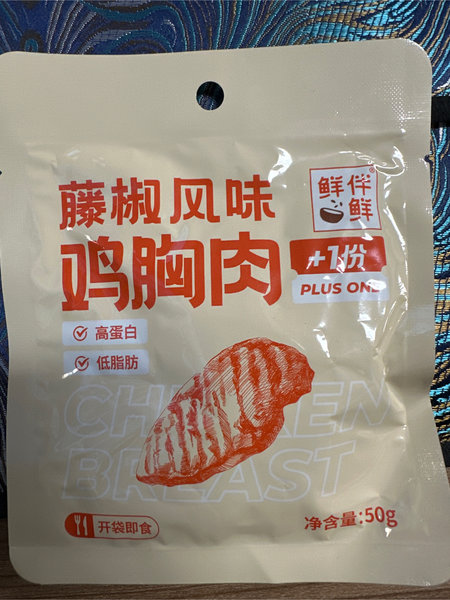 藤椒风味
鸡胸肉
鲜伴
鲜
+1份
PLUS ONE
高蛋白
低脂肪
CHICKEN
BREAST
开袋即食
净含量:50g